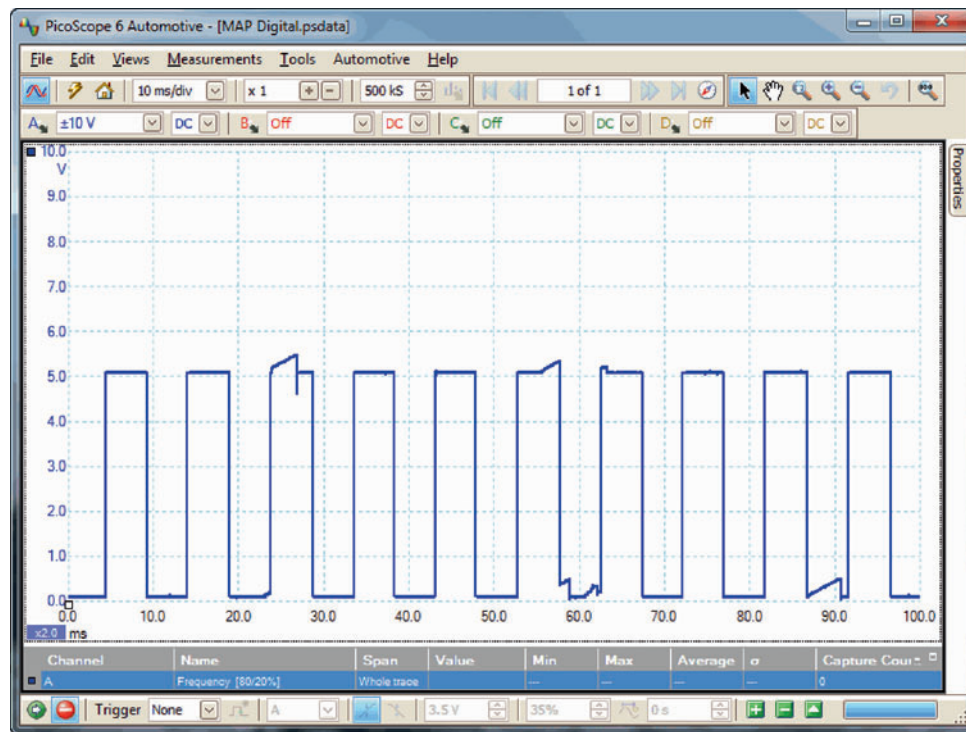 PicoScope 6 Automotive - [MAP Digital.psdata]
File Edit Views Measurements Tools Automotive Help
10 ms/div x 1 500 kS 1 of 1
A ±10 V DC B Off DC C Off DC D Off DC
10.0
V
9.0
8.0
7.0
6.0
5.0
4.0
3.0
2.0
1.0
0.0
0.0 10.0 20.0 30.0 40.0 50.0 60.0 70.0 80.0 90.0 100.0
x2.0 ms
Properties
Channel Name Span Value Min Max Average σ
A Frequency [80/20%] Whole trace --- --- --- --- 0
Trigger None A 3.5 V 35% 0 s